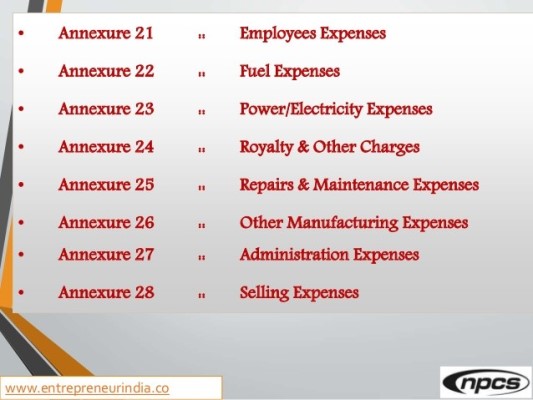 • Annexure 21 :: Employees Expenses
• Annexure 22 :: Fuel Expenses
• Annexure 23 :: Power/Electricity Expenses
• Annexure 24 :: Royalty & Other Charges
• Annexure 25 :: Repairs & Maintenance Expenses
• Annexure 26 :: Other Manufacturing Expenses
• Annexure 27 :: Administration Expenses
• Annexure 28 :: Selling Expenses
www.entrepreneurindia.co
npcs